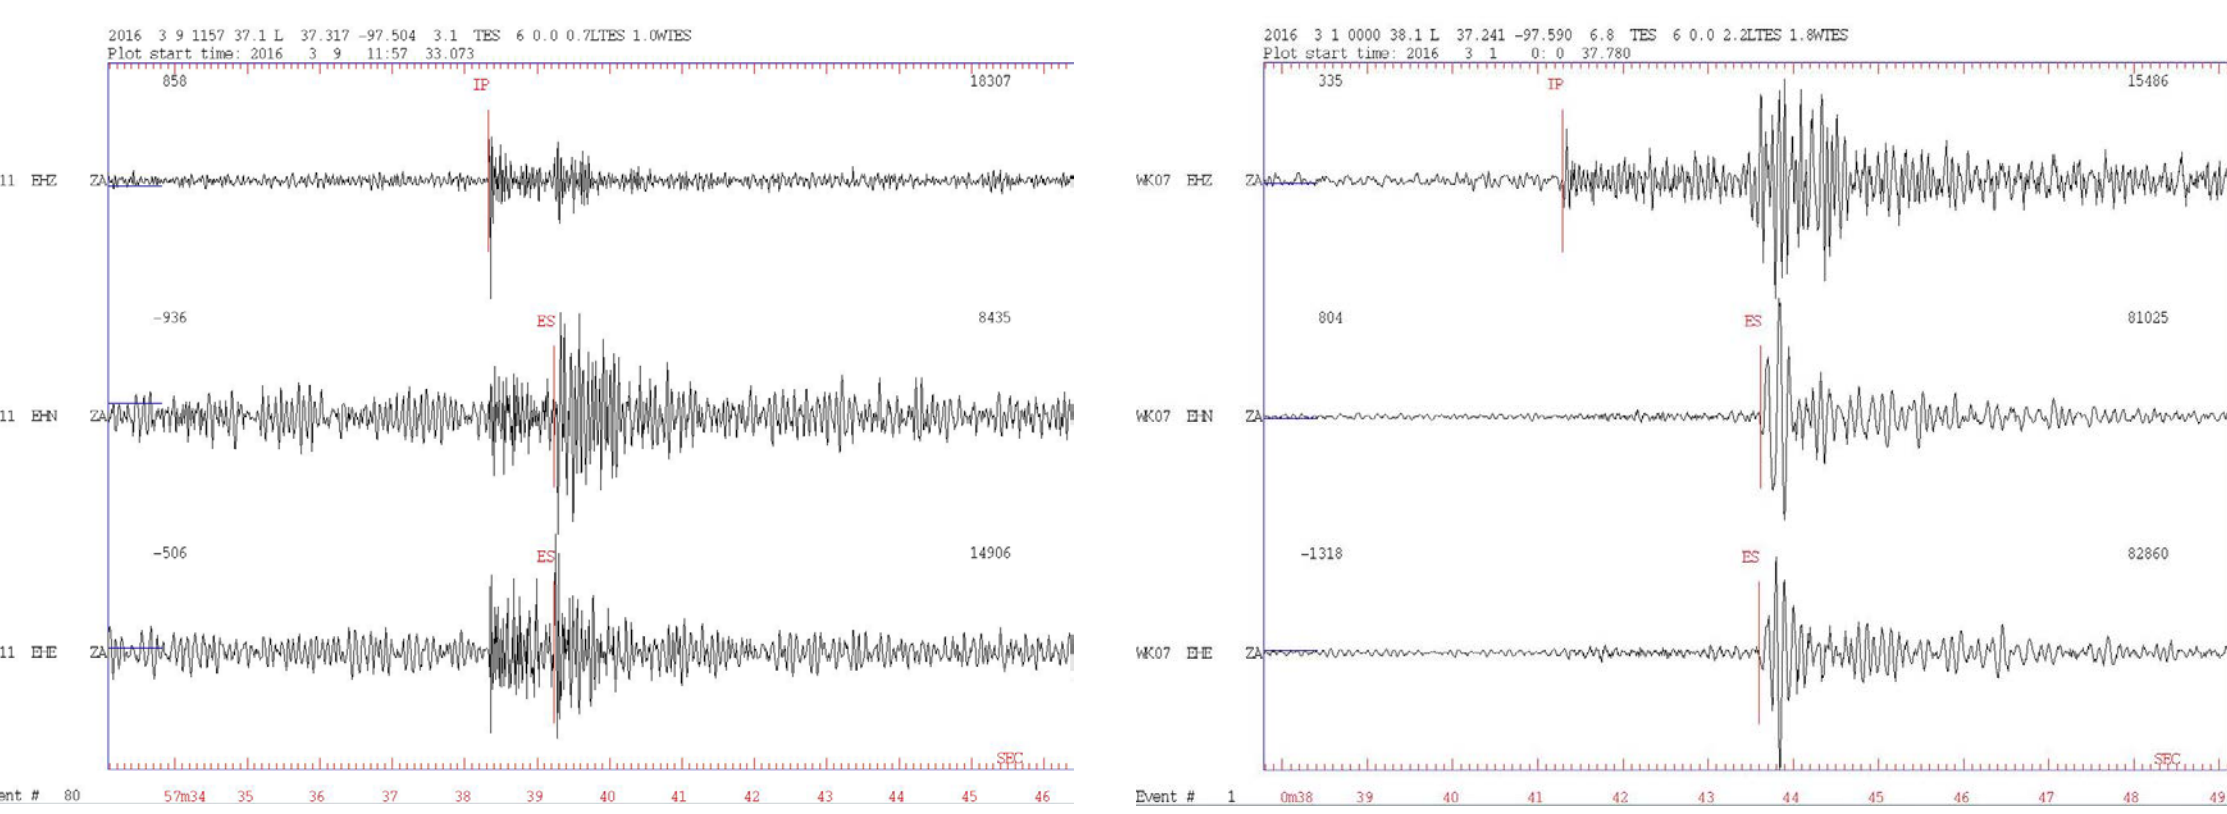 2016 3 9 1157 37.1 L 37.317 -97.504 3.1 TES 6 0.0 0.7LTES 1.0WTES
Plot start time: 2016 3 9 11:57 33.073
858 18307
IP
11 EHZ ZA
-936 8435
ES
11 EHN ZA
-506 14906
ES
11 EHE ZA
SEC
ent # 80 57m34 35 36 37 38 39 40 41 42 43 44 45 46
2016 3 1 0000 38.1 L 37.241 -97.590 6.8 TES 6 0.0 2.2LTES 1.8WTES
Plot start time: 2016 3 1 0: 0 37.780
335 15486
IP
WK07 EHZ ZA
804 81025
ES
WK07 EHN ZA
-1318 82860
ES
WK07 EHE ZA
SEC
Event # 1 0m38 39 40 41 42 43 44 45 46 47 48 49